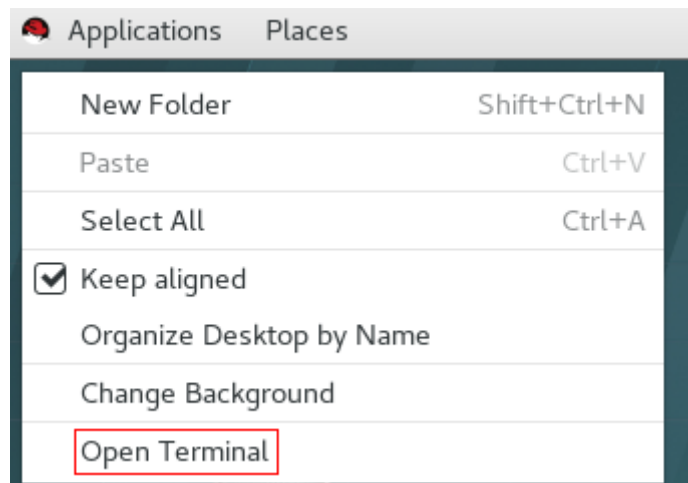 Applications Places
New Folder Shift+Ctrl+N
Paste Ctrl+V
Select All Ctrl+A
Keep aligned
Organize Desktop by Name
Change Background
Open Terminal